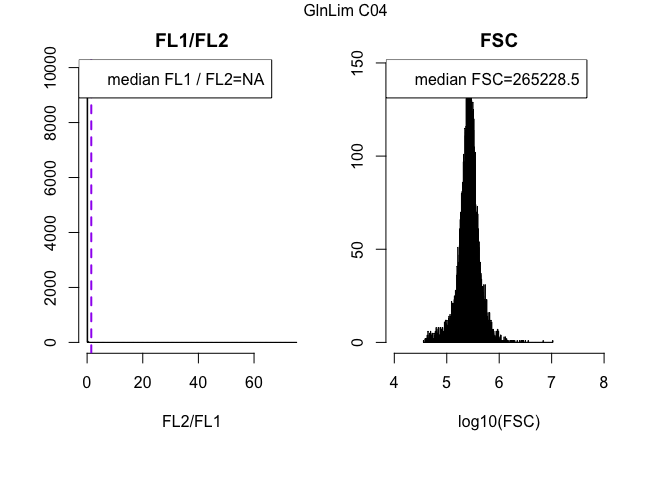 GlnLim C04
FL1/FL2
median FL1 / FL2=NA
0
2000
4000
6000
8000
10000
0 20 40 60
FL2/FL1
FSC
median FSC=265228.5
0
50
100
150
4 5 6 7 8
log10(FSC)